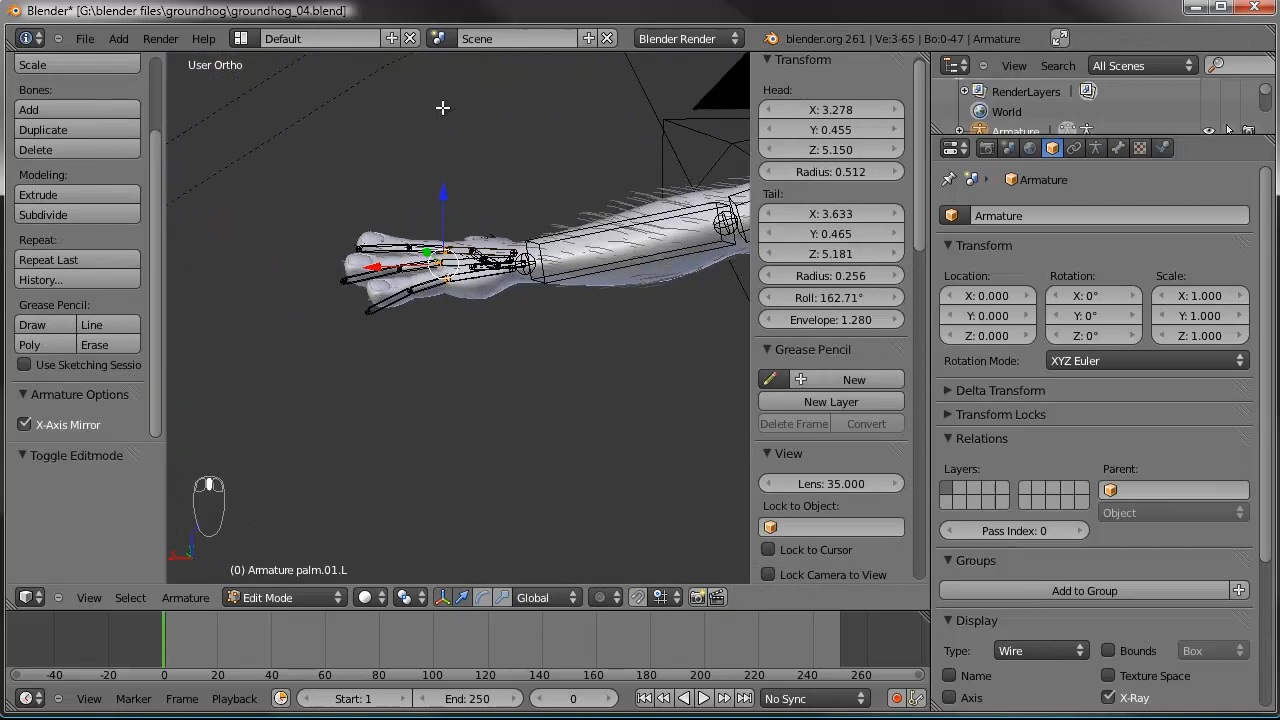 Blender* [G:\blender files\groundhog\groundhog_04.blend]
File Add Render Help Default Scene Blender Render blender.org 261 | Ve:3-65 | Bo:0-47 | Armature
Scale
Bones:
Add
Duplicate
Delete
Modeling:
Extrude
Subdivide
Repeat:
Repeat Last
History...
Grease Pencil:
Draw Line
Poly Erase
Use Sketching Sessio
Armature Options
X-Axis Mirror
Toggle Editmode
User Ortho
(0) Armature palm.01.L
Transform
Head:
X: 3.278
Y: 0.455
Z: 5.150
Radius: 0.512
Tail:
X: 3.633
Y: 0.465
Z: 5.181
Radius: 0.256
Roll: 162.71°
Envelope: 1.280
Grease Pencil
New
New Layer
Delete Frame Convert
View
Lens: 35.000
Lock to Object:
Lock to Cursor
Lock Camera to View
View Search All Scenes
RenderLayers
World
Armature
Armature
Armature
Transform
Location: Rotation: Scale:
X: 0.000 X: 0° X: 1.000
Y: 0.000 Y: 0° Y: 1.000
Z: 0.000 Z: 0° Z: 1.000
Rotation Mode: XYZ Euler
Delta Transform
Transform Locks
Relations
Layers: Parent:
Object
Pass Index: 0
Groups
Add to Group
Display
Type: Wire Bounds Box
Name Texture Space
Axis X-Ray
View Select Armature Edit Mode Global
-40 -20 0 20 40 60 80 100 120 140 160 180 200 220 240 260
View Marker Frame Playback Start: 1 End: 250 0 No Sync